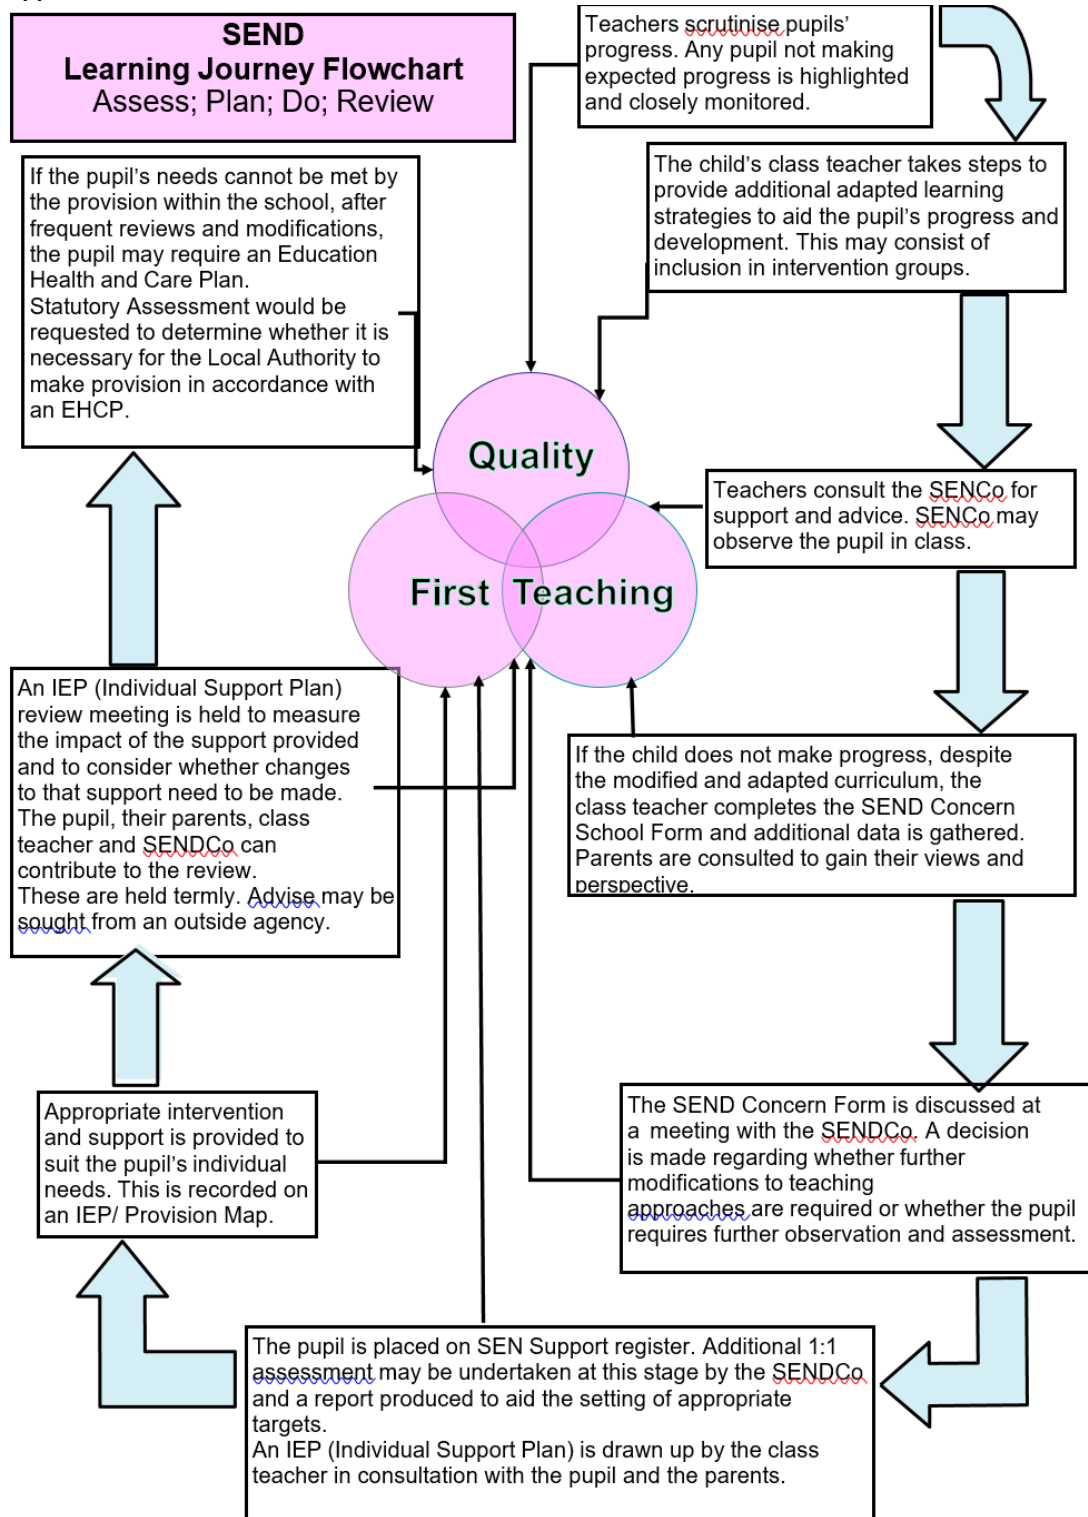 SEND
Learning Journey Flowchart
Assess; Plan; Do; Review
Teachers scrutinise pupils’
progress. Any pupil not making
expected progress is highlighted
and closely monitored.
The child’s class teacher takes steps to
provide additional adapted learning
strategies to aid the pupil’s progress and
development. This may consist of
inclusion in intervention groups.
Teachers consult the SENCo for
support and advice. SENCo may
observe the pupil in class.
If the child does not make progress, despite
the modified and adapted curriculum, the
class teacher completes the SEND Concern
School Form and additional data is gathered.
Parents are consulted to gain their views and
perspective.
The SEND Concern Form is discussed at
a meeting with the SENDCo. A decision
is made regarding whether further
modifications to teaching
approaches are required or whether the pupil
requires further observation and assessment.
The pupil is placed on SEN Support register. Additional 1:1
assessment may be undertaken at this stage by the SENDCo
and a report produced to aid the setting of appropriate
targets.
An IEP (Individual Support Plan) is drawn up by the class
teacher in consultation with the pupil and the parents.
Appropriate intervention
and support is provided to
suit the pupil’s individual
needs. This is recorded on
an IEP/ Provision Map.
An IEP (Individual Support Plan)
review meeting is held to measure
the impact of the support provided
and to consider whether changes
to that support need to be made.
The pupil, their parents, class
teacher and SENDCo can
contribute to the review.
These are held termly. Advise may be
sought from an outside agency.
If the pupil’s needs cannot be met by
the provision within the school, after
frequent reviews and modifications,
the pupil may require an Education
Health and Care Plan.
Statutory Assessment would be
requested to determine whether it is
necessary for the Local Authority to
make provision in accordance with
an EHCP.
Quality
First Teaching